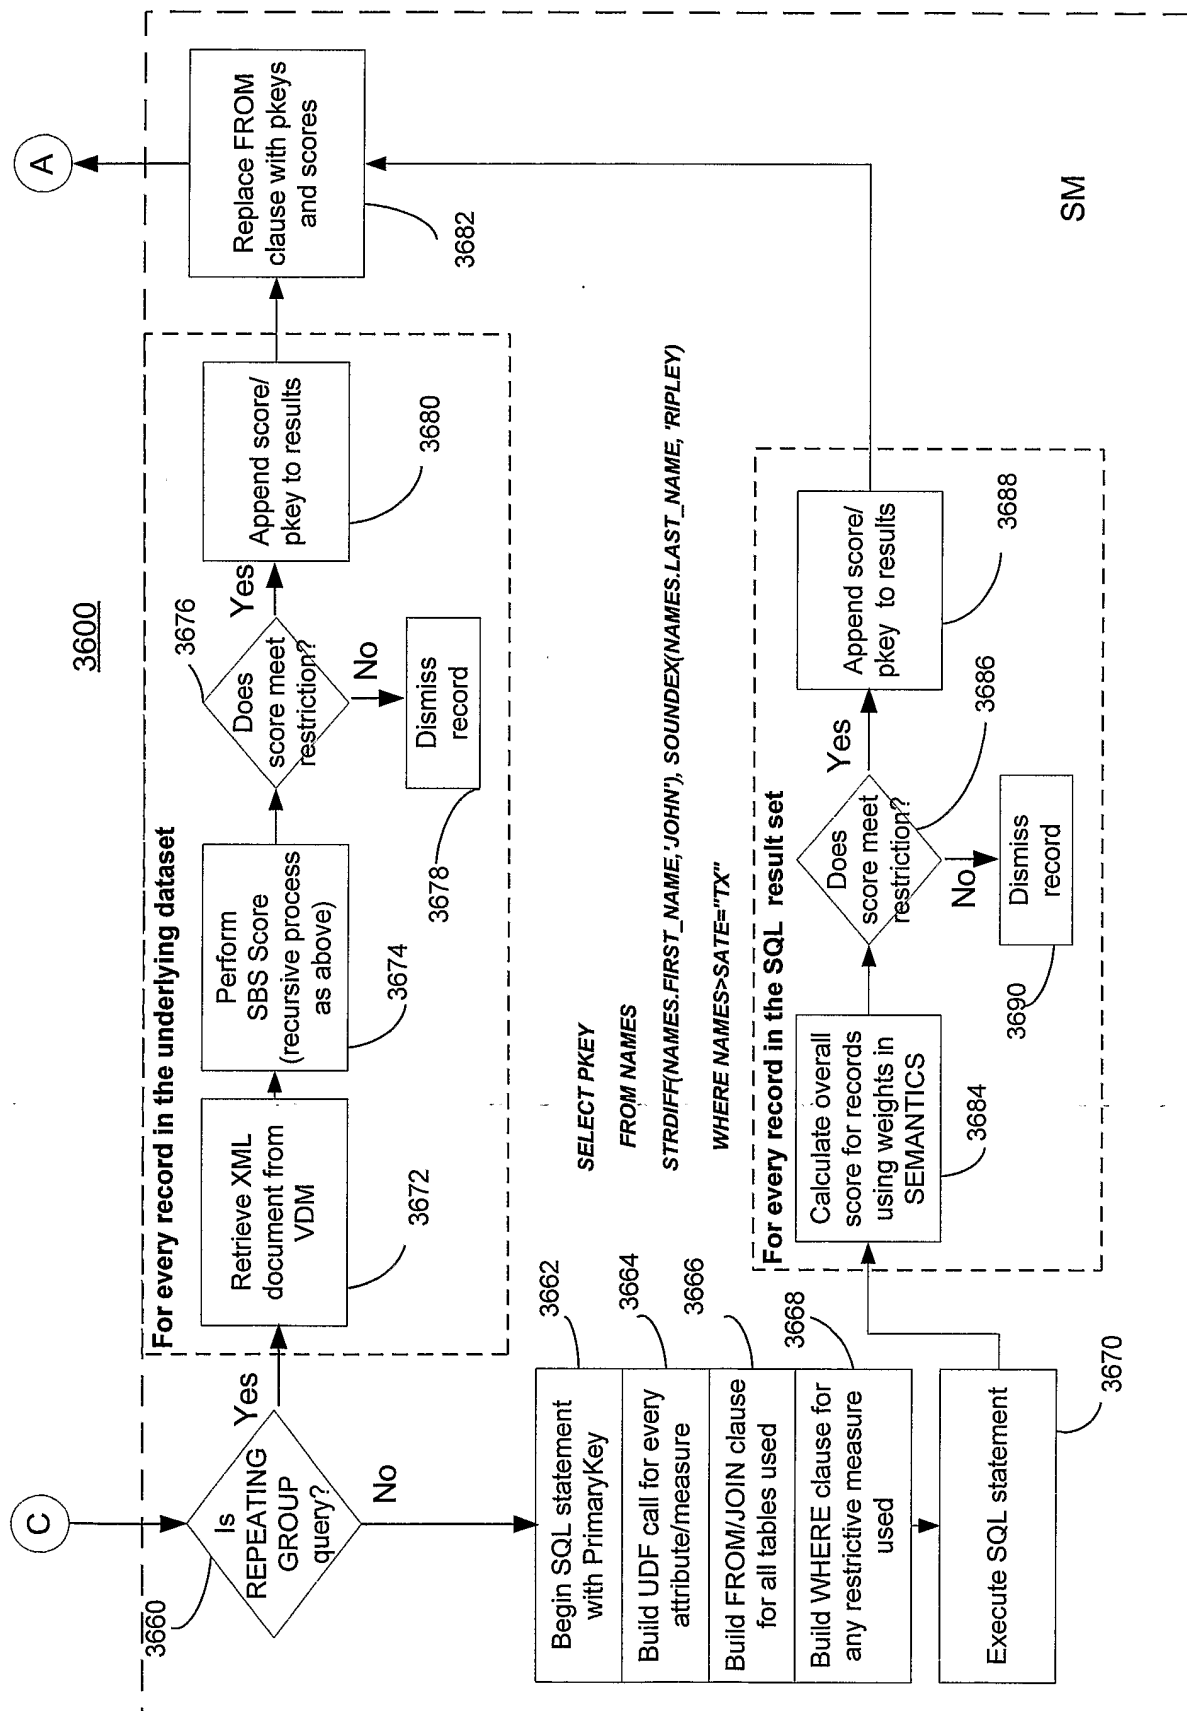 3600
C
A
3660
Is
REPEATING
GROUP
query?
Yes
No
For every record in the underlying dataset
Retrieve XML
document from
VDM
3672
Perform
SBS Score
(recursive process
as above)
3674
3676
Does
score meet
restriction?
Yes
No
Dismiss
record
3678
Append score/
pkey to results
3680
Replace FROM
clause with pkeys
and scores
3682
Begin SQL statement
with PrimaryKey
3662
Build UDF call for every
attribute/measure
3664
Build FROM/JOIN clause
for all tables used
3666
Build WHERE clause for
any restrictive measure
used
3668
Execute SQL statement
3670
SELECT PKEY
FROM NAMES
STRDIFF(NAMES.FIRST_NAME,'JOHN'), SOUNDEX(NAMES.LAST_NAME, 'RIPLEY)
WHERE NAMES>SATE="TX"
For every record in the SQL result set
Calculate overall
score for records
using weights in
SEMANTICS
3684
Does
score meet
restriction?
3686
Yes
No
Dismiss
record
3690
Append score/
pkey to results
3688
SM